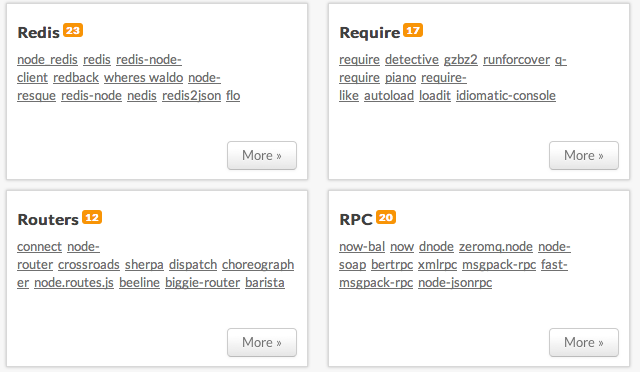 Redis 23
node_redis redis redis-node-
client redback wheres waldo node-
resque redis-node nedis redis2json flo
More »
Require 17
require detective gzbz2 runforcover q-
require piano require-
like autoload loadit idiomatic-console
More »
Routers 12
connect node-
router crossroads sherpa dispatch choreograph
er node.routes.js beeline biggie-router barista
More »
RPC 20
now-bal now dnode zeromq.node node-
soap bertrpc xmlrpc msgpack-rpc fast-
msgpack-rpc node-jsonrpc
More »